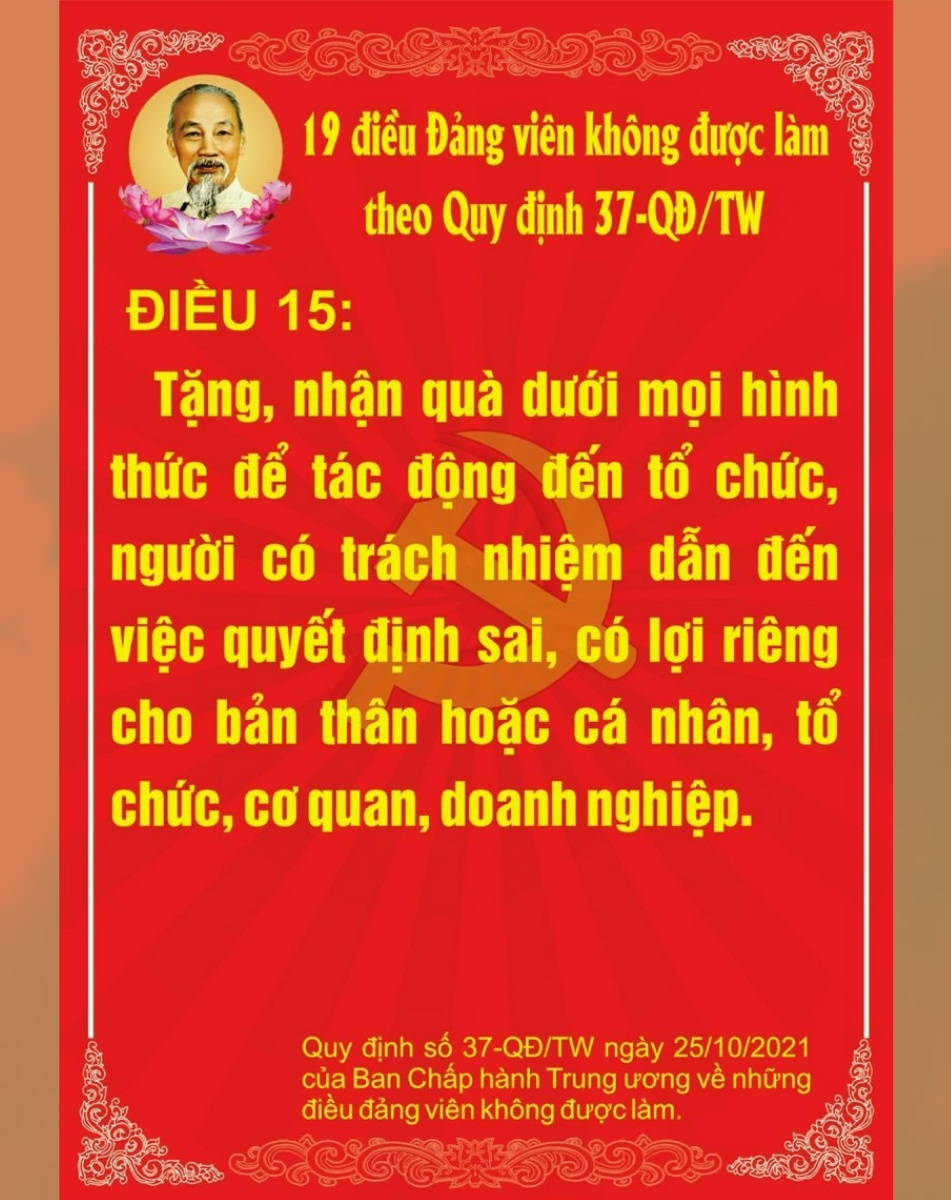 19 điều Đảng viên không được làm
theo Quy định 37-QĐ/TW
ĐIỀU 15:
Tặng, nhận quà dưới mọi hình
thức để tác động đến tổ chức,
người có trách nhiệm dẫn đến
việc quyết định sai, có lợi riêng
cho bản thân hoặc cá nhân, tổ
chức, cơ quan, doanh nghiệp.
Quy định số 37-QĐ/TW ngày 25/10/2021
của Ban Chấp hành Trung ương về những
điều đảng viên không được làm.